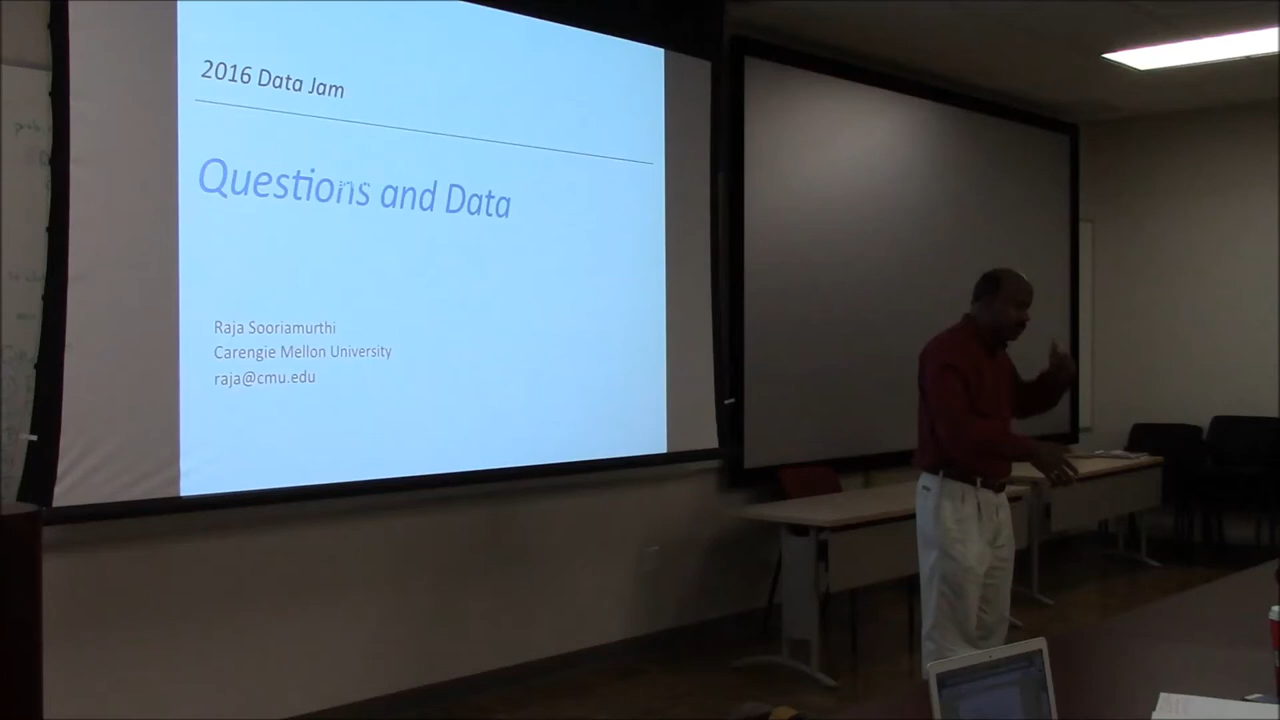 2016 Data Jam
Questions and Data
Raja Sooriamurthi
Carengie Mellon University
raja@cmu.edu